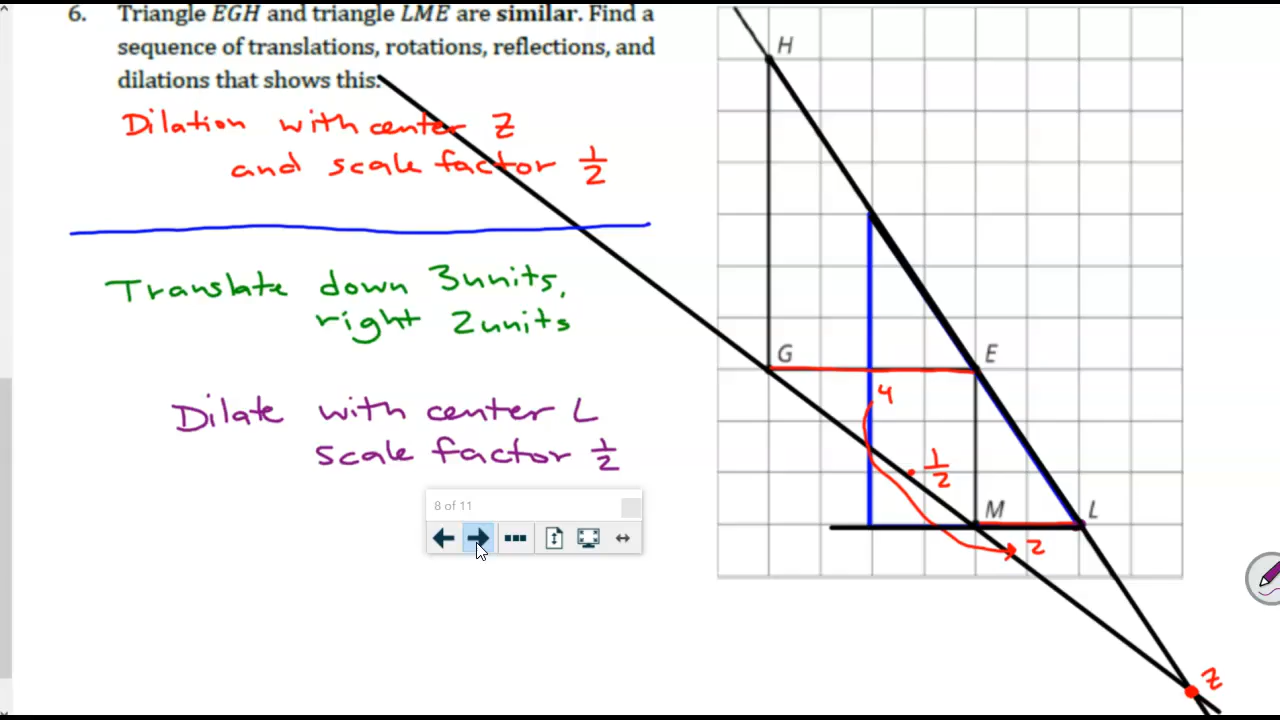 6. Triangle EGH and triangle LME are similar. Find a
sequence of translations, rotations, reflections, and
dilations that shows this.
Dilation with center Z
and scale factor 1/2
Translate down 3 units,
right 2 units
Dilate with center L
scale factor 1/2
8 of 11
H
G
E
4
1/2
M
L
2
Z